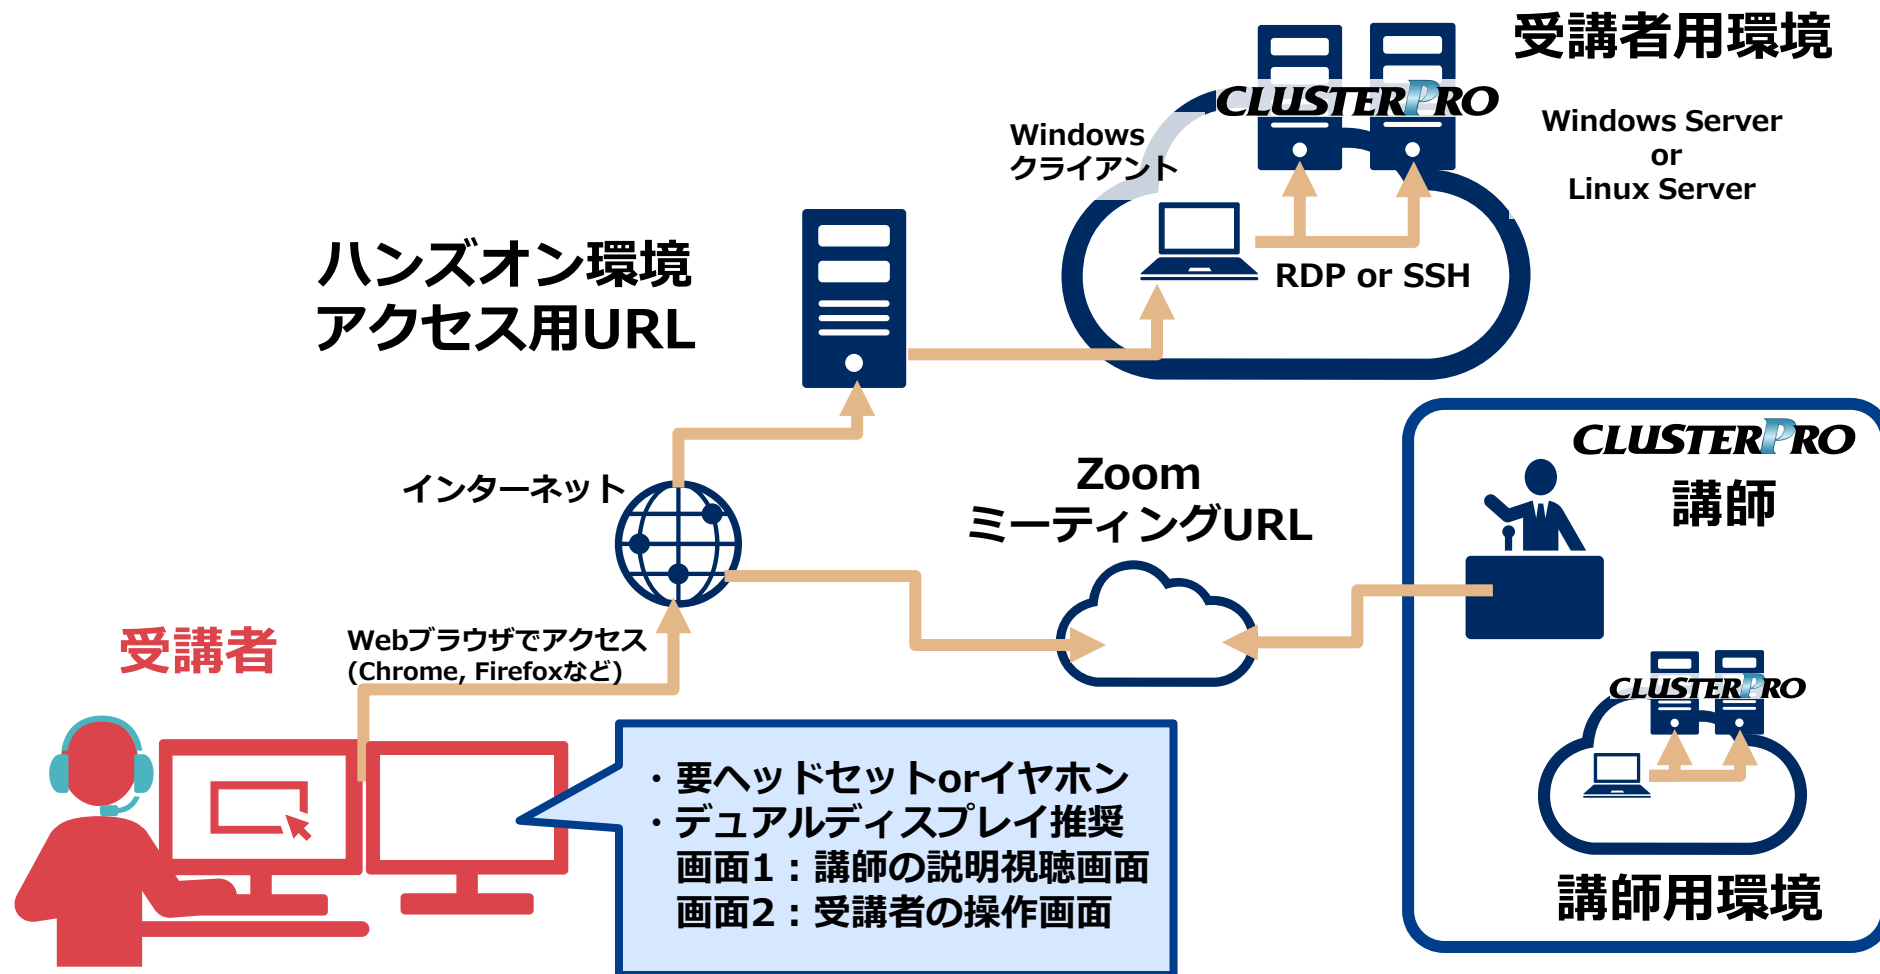 受講者用環境
CLUSTERPRO
Windows Server
or
Linux Server
Windows
クライアント
RDP or SSH
ハンズオン環境
アクセス用URL
インターネット
Zoom
ミーティングURL
CLUSTERPRO
講師
受講者
Webブラウザでアクセス
(Chrome, Firefoxなど)
CLUSTERPRO
講師用環境
・要ヘッドセットorイヤホン
・デュアルディスプレイ推奨
画面1：講師の説明視聴画面
画面2：受講者の操作画面